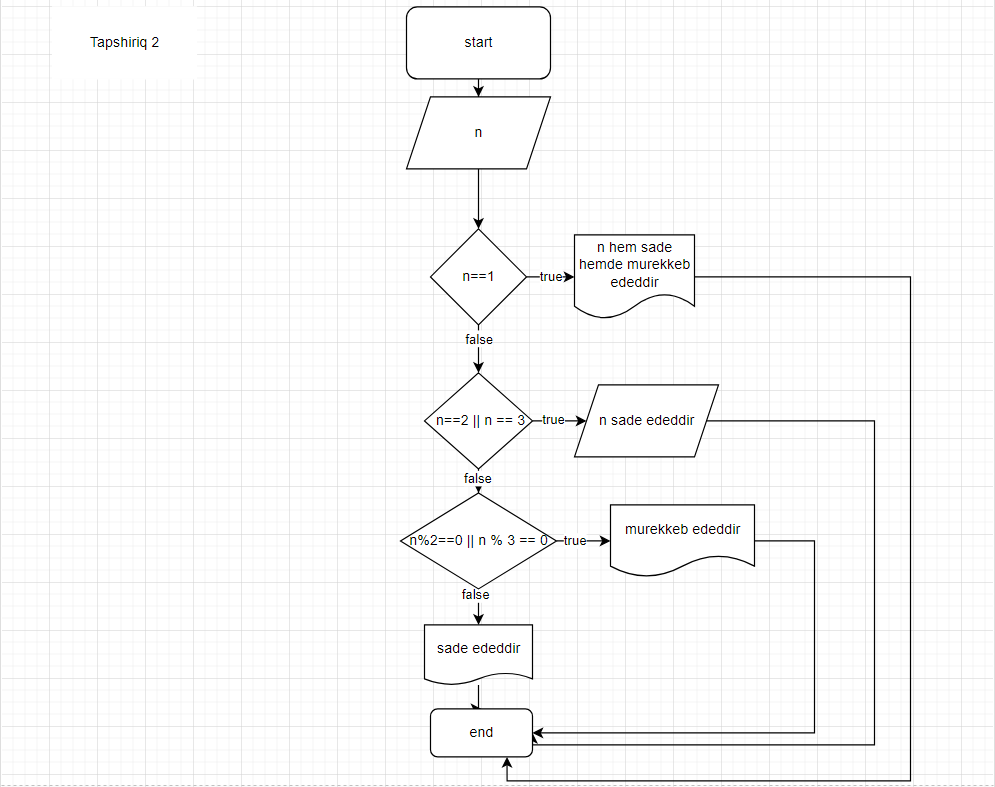 Tapshiriq 2
start
n
n==1
true
n hem sade
hemde murekkeb
ededdir
false
n==2 || n == 3
true
n sade ededdir
false
n%2==0 || n % 3 == 0
true
murekkeb ededdir
false
sade ededdir
end